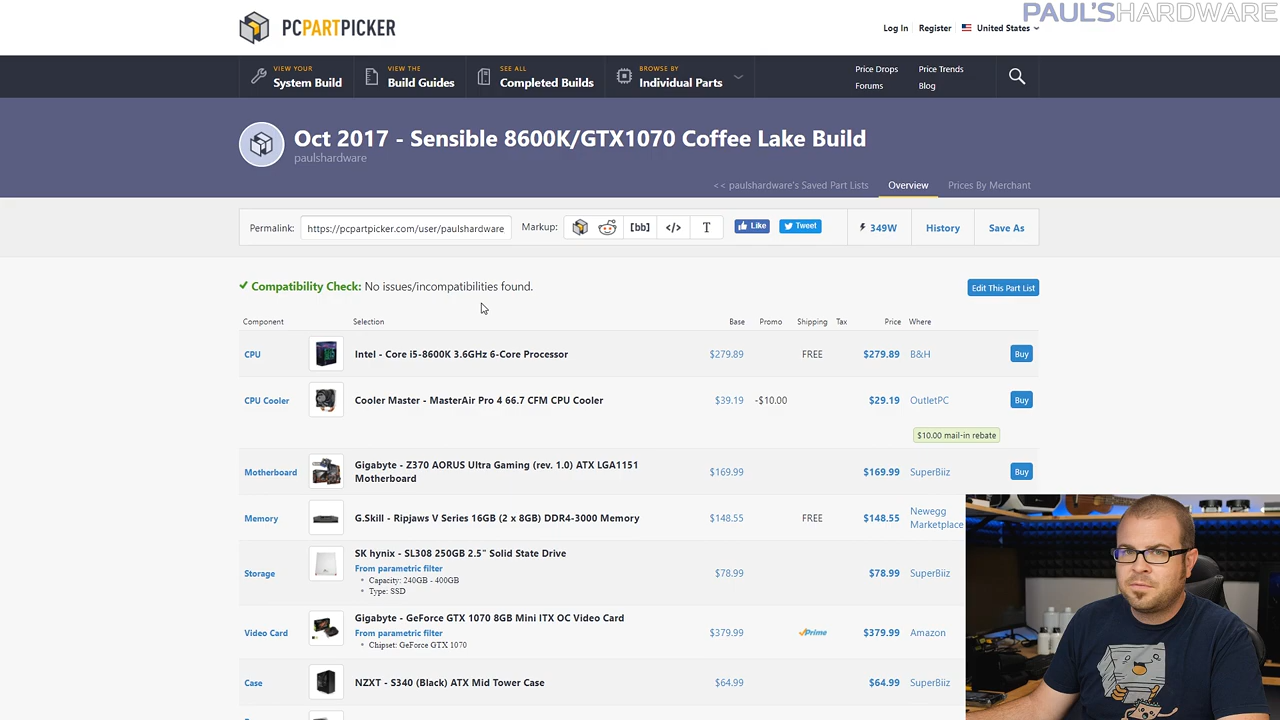 PAUL'SHARDWARE
PCPARTPICKER
Log In Register United States
VIEW YOUR
System Build
VIEW THE
Build Guides
SEE ALL
Completed Builds
BROWSE BY
Individual Parts
Price Drops Price Trends
Forums Blog
Oct 2017 - Sensible 8600K/GTX1070 Coffee Lake Build
paulshardware
<< paulshardware's Saved Part Lists Overview Prices By Merchant
Permalink: https://pcpartpicker.com/user/paulshardware Markup: [bb] </> T Like Tweet 349W History Save As
Compatibility Check: No issues/incompatibilities found. Edit This Part List
Component Selection Base Promo Shipping Tax Price Where
CPU Intel - Core i5-8600K 3.6GHz 6-Core Processor $279.89 FREE $279.89 B&H Buy
CPU Cooler Cooler Master - MasterAir Pro 4 66.7 CFM CPU Cooler $39.19 -$10.00 $29.19 OutletPC Buy
$10.00 mail-in rebate
Motherboard Gigabyte - Z370 AORUS Ultra Gaming (rev. 1.0) ATX LGA1151
Motherboard $169.99 $169.99 SuperBiiz Buy
Memory G.Skill - Ripjaws V Series 16GB (2 x 8GB) DDR4-3000 Memory $148.55 FREE $148.55 Newegg
Marketplace
Storage SK hynix - SL308 250GB 2.5" Solid State Drive
From parametric filter
• Capacity: 240GB - 400GB
• Type: SSD
$78.99 $78.99 SuperBiiz
Video Card Gigabyte - GeForce GTX 1070 8GB Mini ITX OC Video Card
From parametric filter
• Chipset: GeForce GTX 1070
$379.99 Prime $379.99 Amazon
Case NZXT - S340 (Black) ATX Mid Tower Case $64.99 $64.99 SuperBiiz